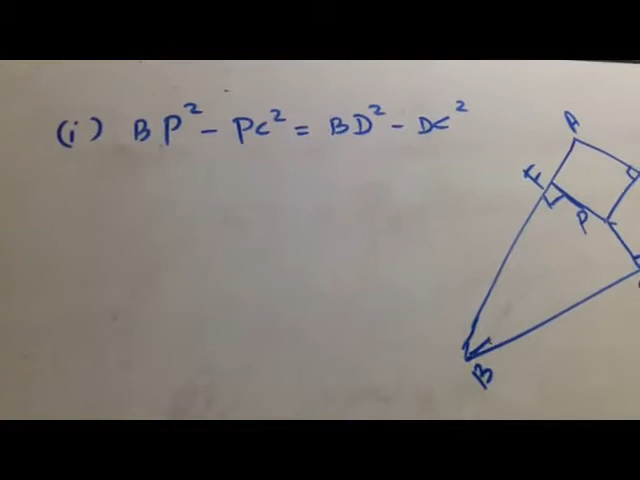 (i) BP² - PC² = BD² - DC²
A
F
P
B